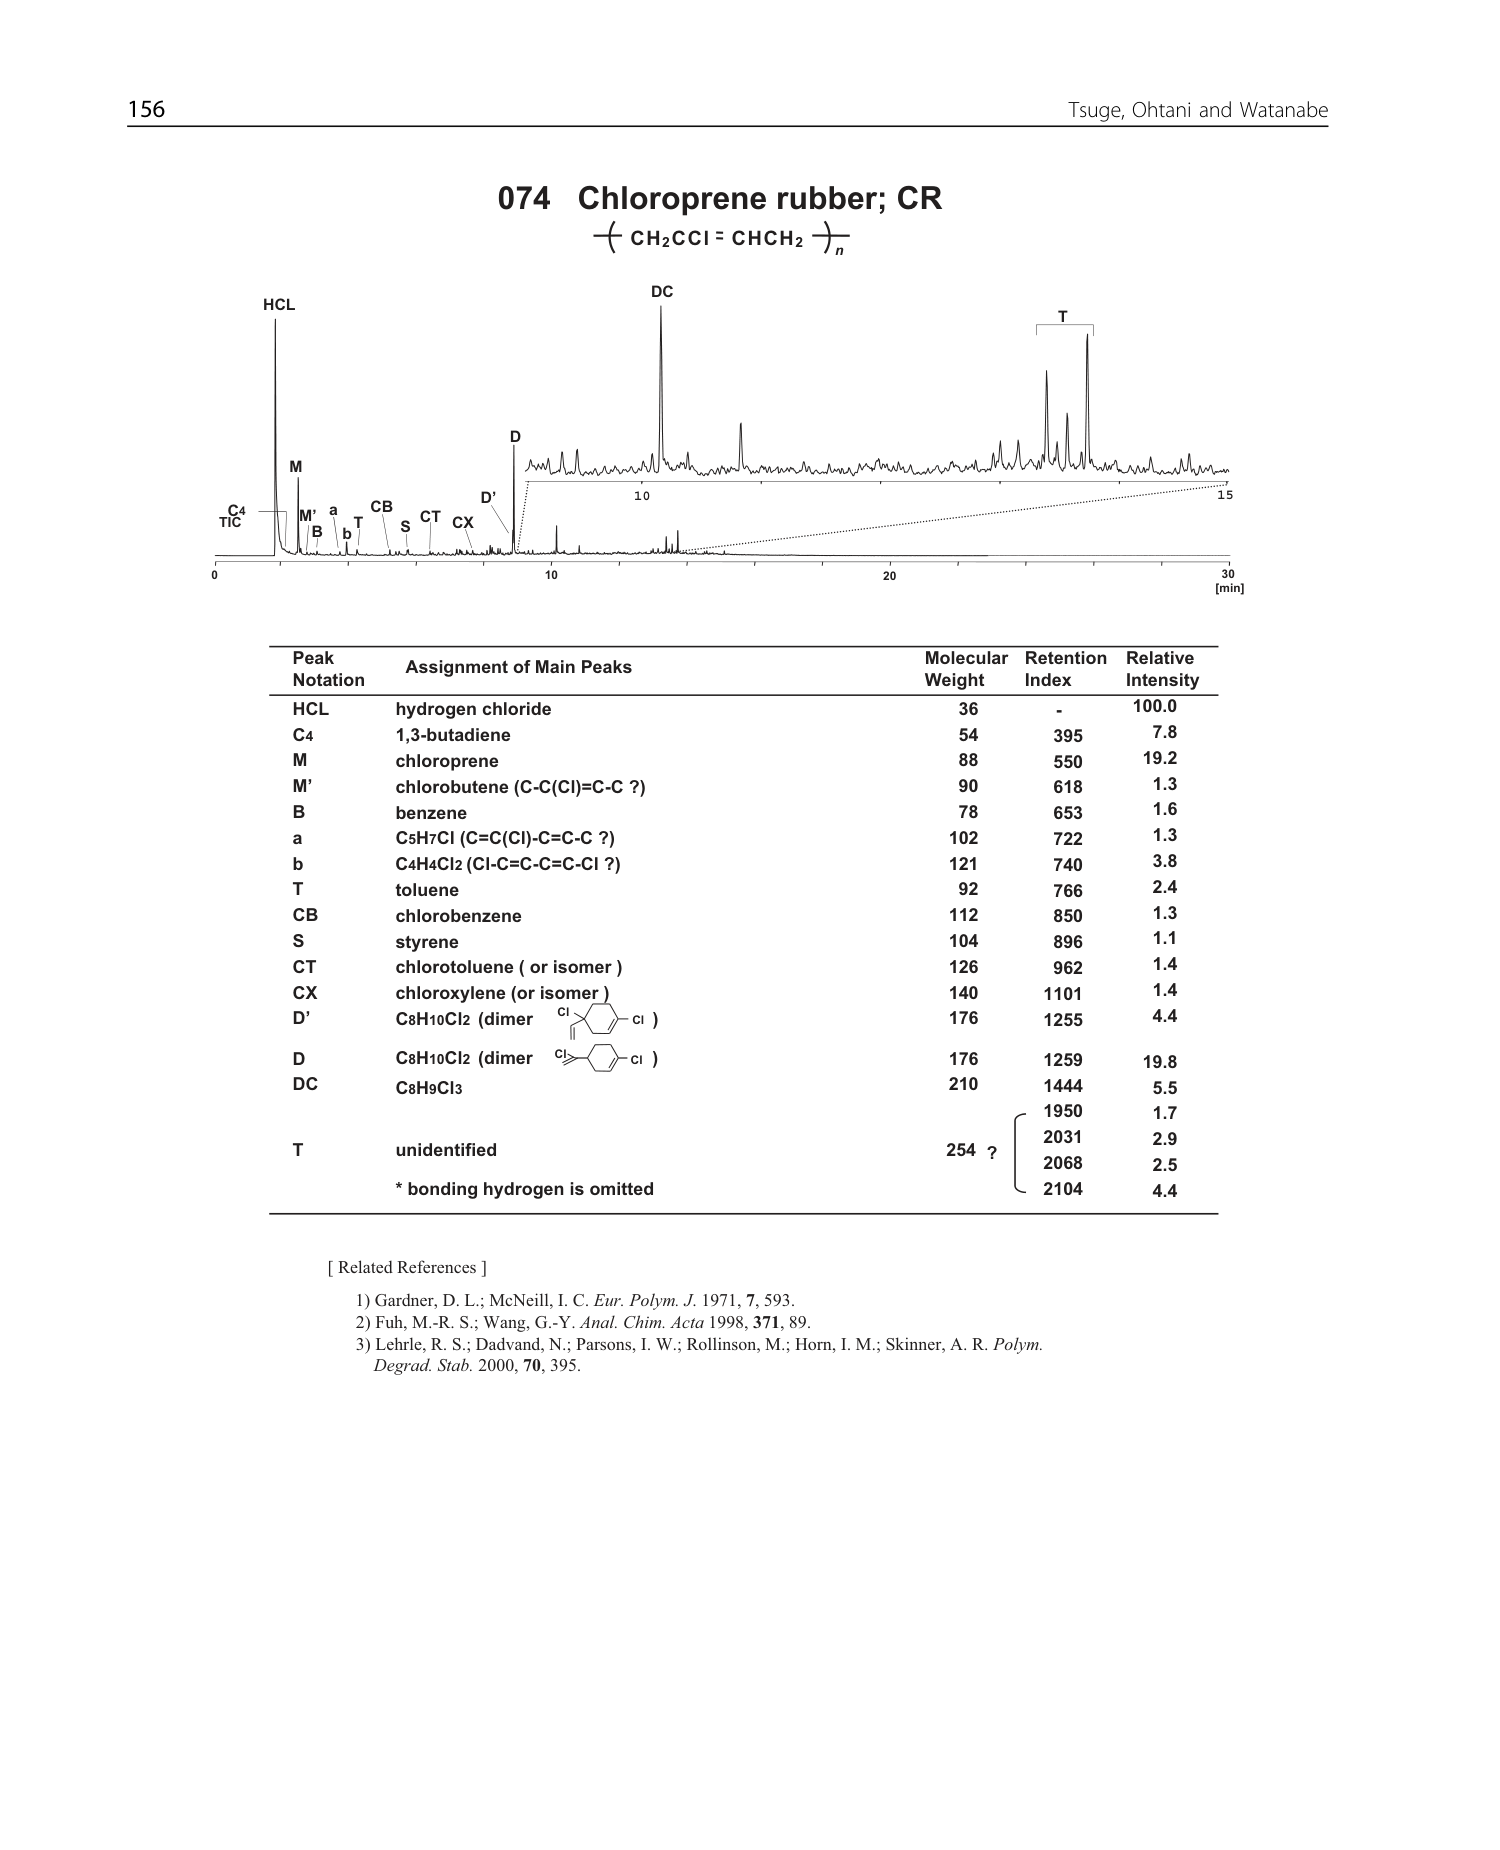 156 Tsuge, Ohtani and Watanabe
074 Chloroprene rubber; CR
CH2CCl = CHCH2 n
HCL
DC
T
D
M
D'
10
15
C4
TIC
M'
B
a
b
T
CB
S
CT
CX
0 10 20 30
[min]
Peak Notation Assignment of Main Peaks Molecular Weight Retention Index Relative Intensity
HCL hydrogen chloride 36 - 100.0
C4 1,3-butadiene 54 395 7.8
M chloroprene 88 550 19.2
M' chlorobutene (C-C(Cl)=C-C ?) 90 618 1.3
B benzene 78 653 1.6
a C5H7Cl (C=C(Cl)-C=C-C ?) 102 722 1.3
b C4H4Cl2 (Cl-C=C-C=C-Cl ?) 121 740 3.8
T toluene 92 766 2.4
CB chlorobenzene 112 850 1.3
S styrene 104 896 1.1
CT chlorotoluene ( or isomer ) 126 962 1.4
CX chloroxylene (or isomer ) 140 1101 1.4
D' C8H10Cl2 (dimer Cl Cl ) 176 1255 4.4
D C8H10Cl2 (dimer Cl Cl ) 176 1259 19.8
DC C8H9Cl3 210 1444 5.5
1950 1.7
2031 2.9
T unidentified 254 ?
2068 2.5
* bonding hydrogen is omitted 2104 4.4
[ Related References ]
1) Gardner, D. L.; McNeill, I. C. Eur. Polym. J. 1971, 7, 593.
2) Fuh, M.-R. S.; Wang, G.-Y. Anal. Chim. Acta 1998, 371, 89.
3) Lehrle, R. S.; Dadvand, N.; Parsons, I. W.; Rollinson, M.; Horn, I. M.; Skinner, A. R. Polym.
Degrad. Stab. 2000, 70, 395.